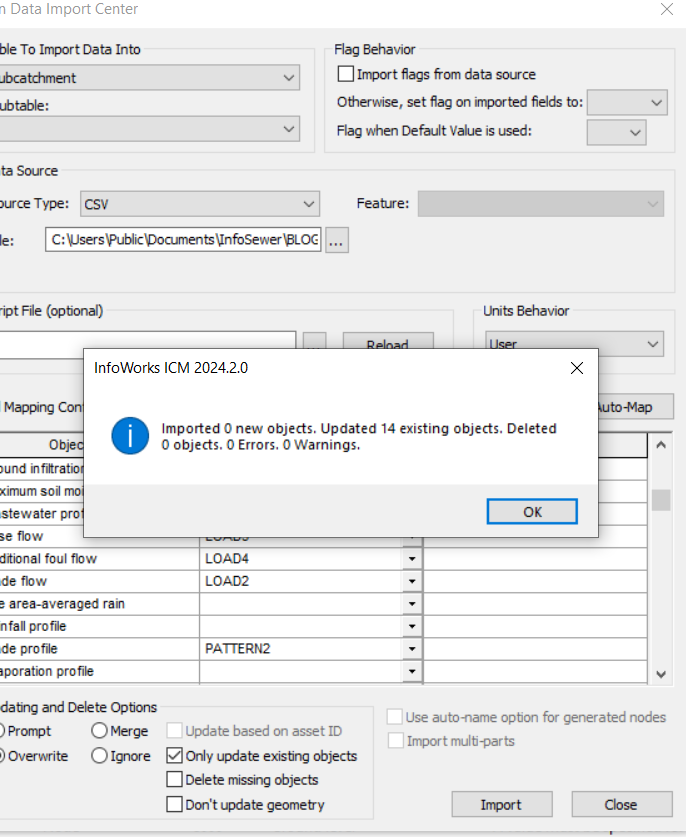 n Data Import Center
ble To Import Data Into
Flag Behavior
ubcatchment
Import flags from data source
ubtable:
Otherwise, set flag on imported fields to:
Flag when Default Value is used:
ta Source
ource Type: CSV
Feature:
le: C:\Users\Public\Documents\InfoSewer\BLOG ...
ript File (optional)
Units Behavior
... Reload
User
InfoWorks ICM 2024.2.0
Mapping Con
Auto-Map
Imported 0 new objects. Updated 14 existing objects. Deleted
0 objects. 0 Errors. 0 Warnings.
OK
Objec
ound infiltration
ximum soil moi
stewater prof
se flow
ditional foul flow LOAD4
de flow LOAD2
e area-averaged rain
infall profile
de profile PATTERN2
aporation profile
dating and Delete Options
Prompt Merge Update based on asset ID
Overwrite Ignore Only update existing objects
Delete missing objects
Don't update geometry
Use auto-name option for generated nodes
Import multi-parts
Import Close